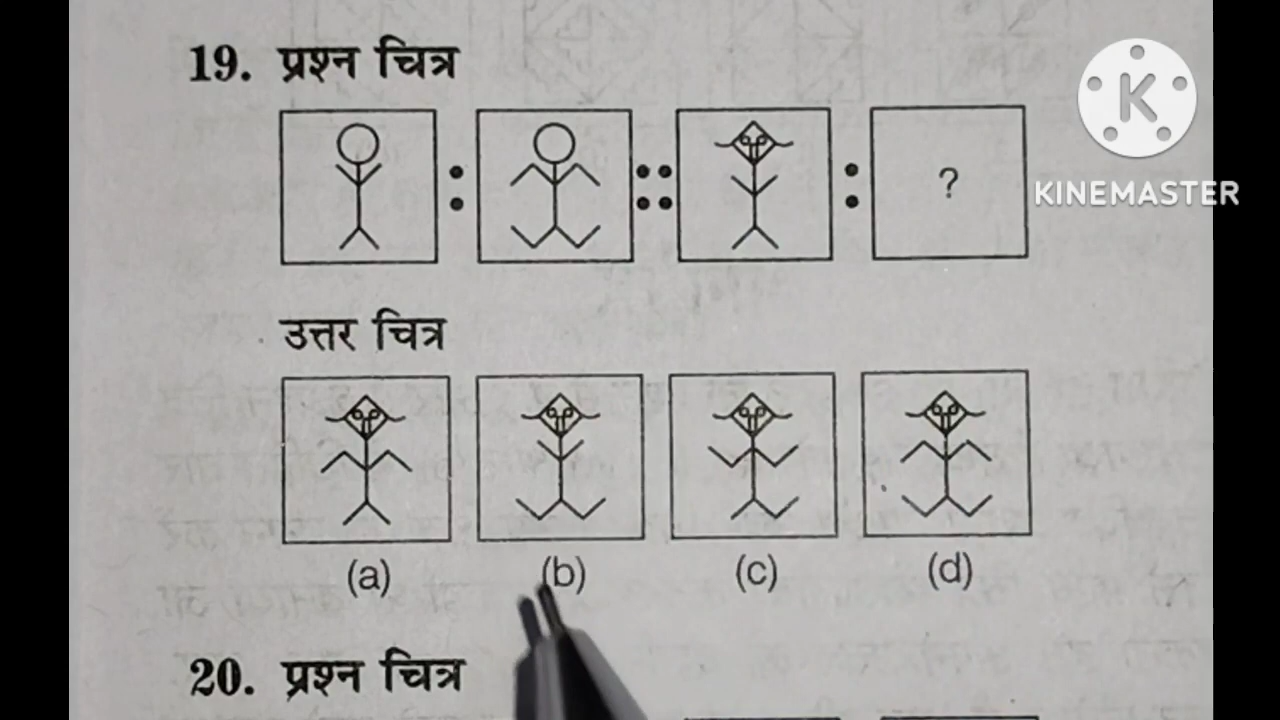 19. प्रश्न चित्र
K
KINEMASTER
?
उत्तर चित्र
(a) (b) (c) (d)
20. प्रश्न चित्र